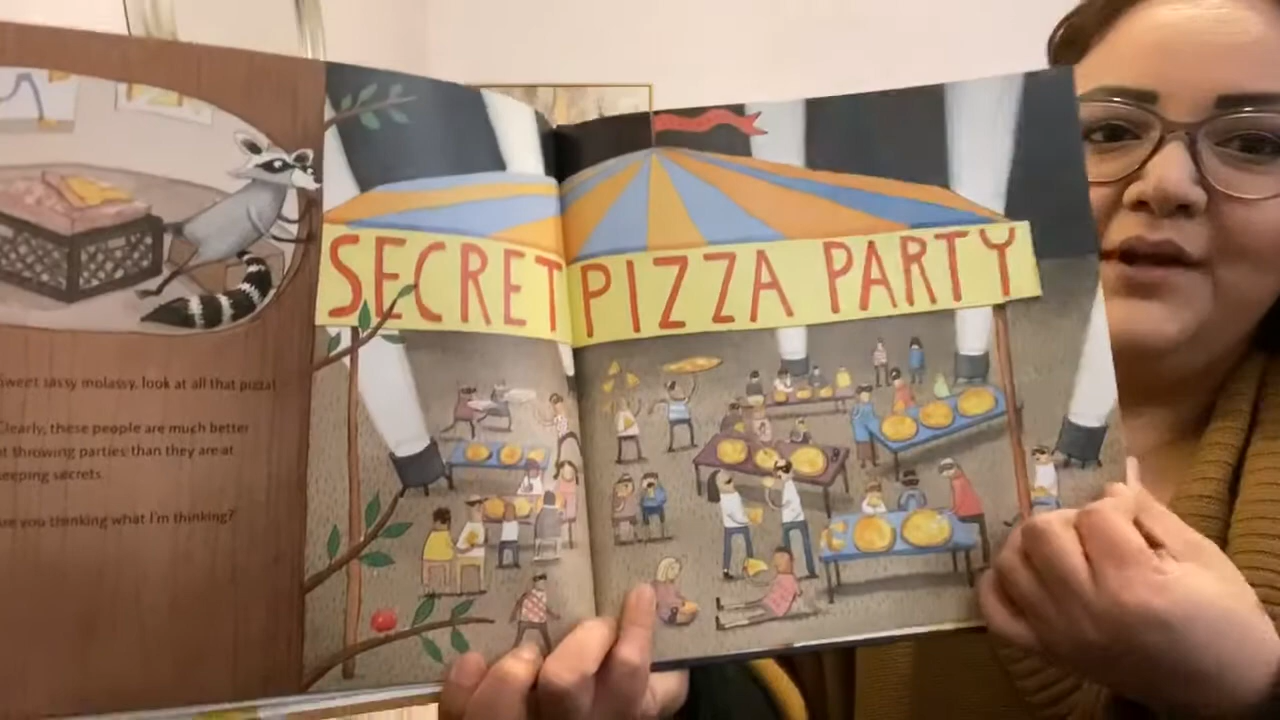 sweet sassy molassy, look at all that pizza!
Clearly, these people are much better
at throwing parties than they are at
keeping secrets.
Are you thinking what I'm thinking?
SECRET PIZZA PARTY